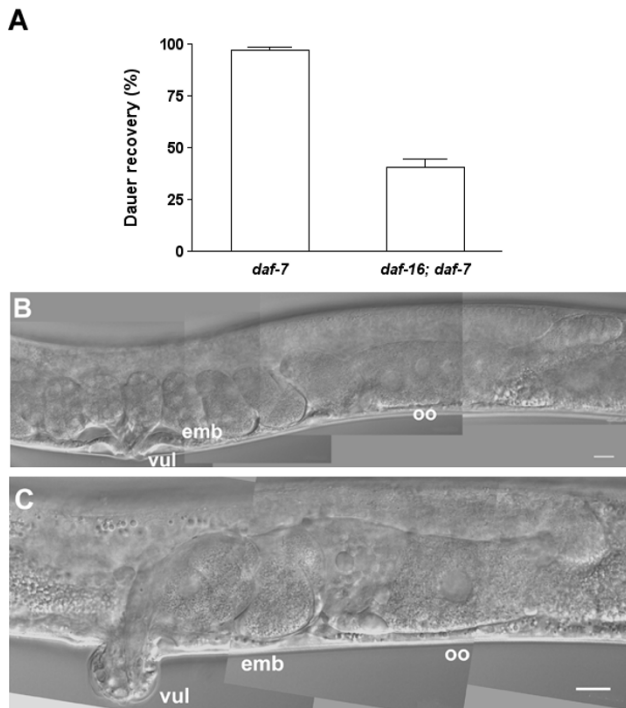 A
Dauer recovery (%)
100
75
50
25
0
daf-7
daf-16; daf-7
B
emb
oo
vul
C
emb
oo
vul